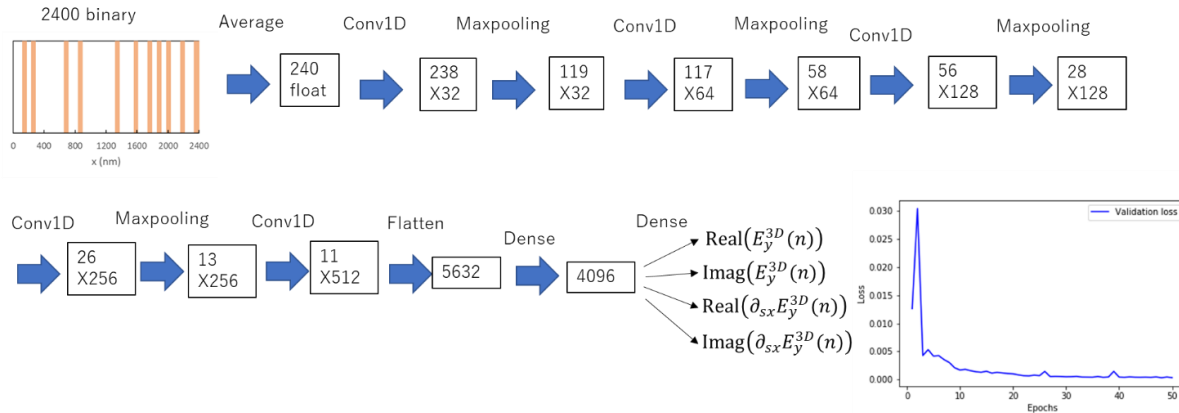 2400 binary
0 400 800 1200 1600 2000 2400
x (nm)
Average
240
float
Conv1D
238
X32
Maxpooling
119
X32
Conv1D
117
X64
Maxpooling
58
X64
Conv1D
56
X128
Maxpooling
28
X128
Conv1D
26
X256
Maxpooling
13
X256
Conv1D
11
X512
Flatten
5632
Dense
4096
Dense
Real(E_y^{3D}(n))
Imag(E_y^{3D}(n))
Real(∂_{sx}E_y^{3D}(n))
Imag(∂_{sx}E_y^{3D}(n))
Validation loss
0.030
0.025
0.020
0.015
0.010
0.005
0.000
Loss
0 10 20 30 40 50
Epochs